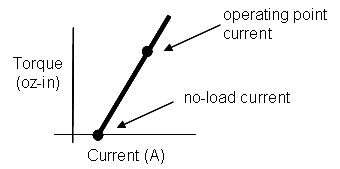 operating point
current
Torque
(oz-in)
no-load current
Current (A)